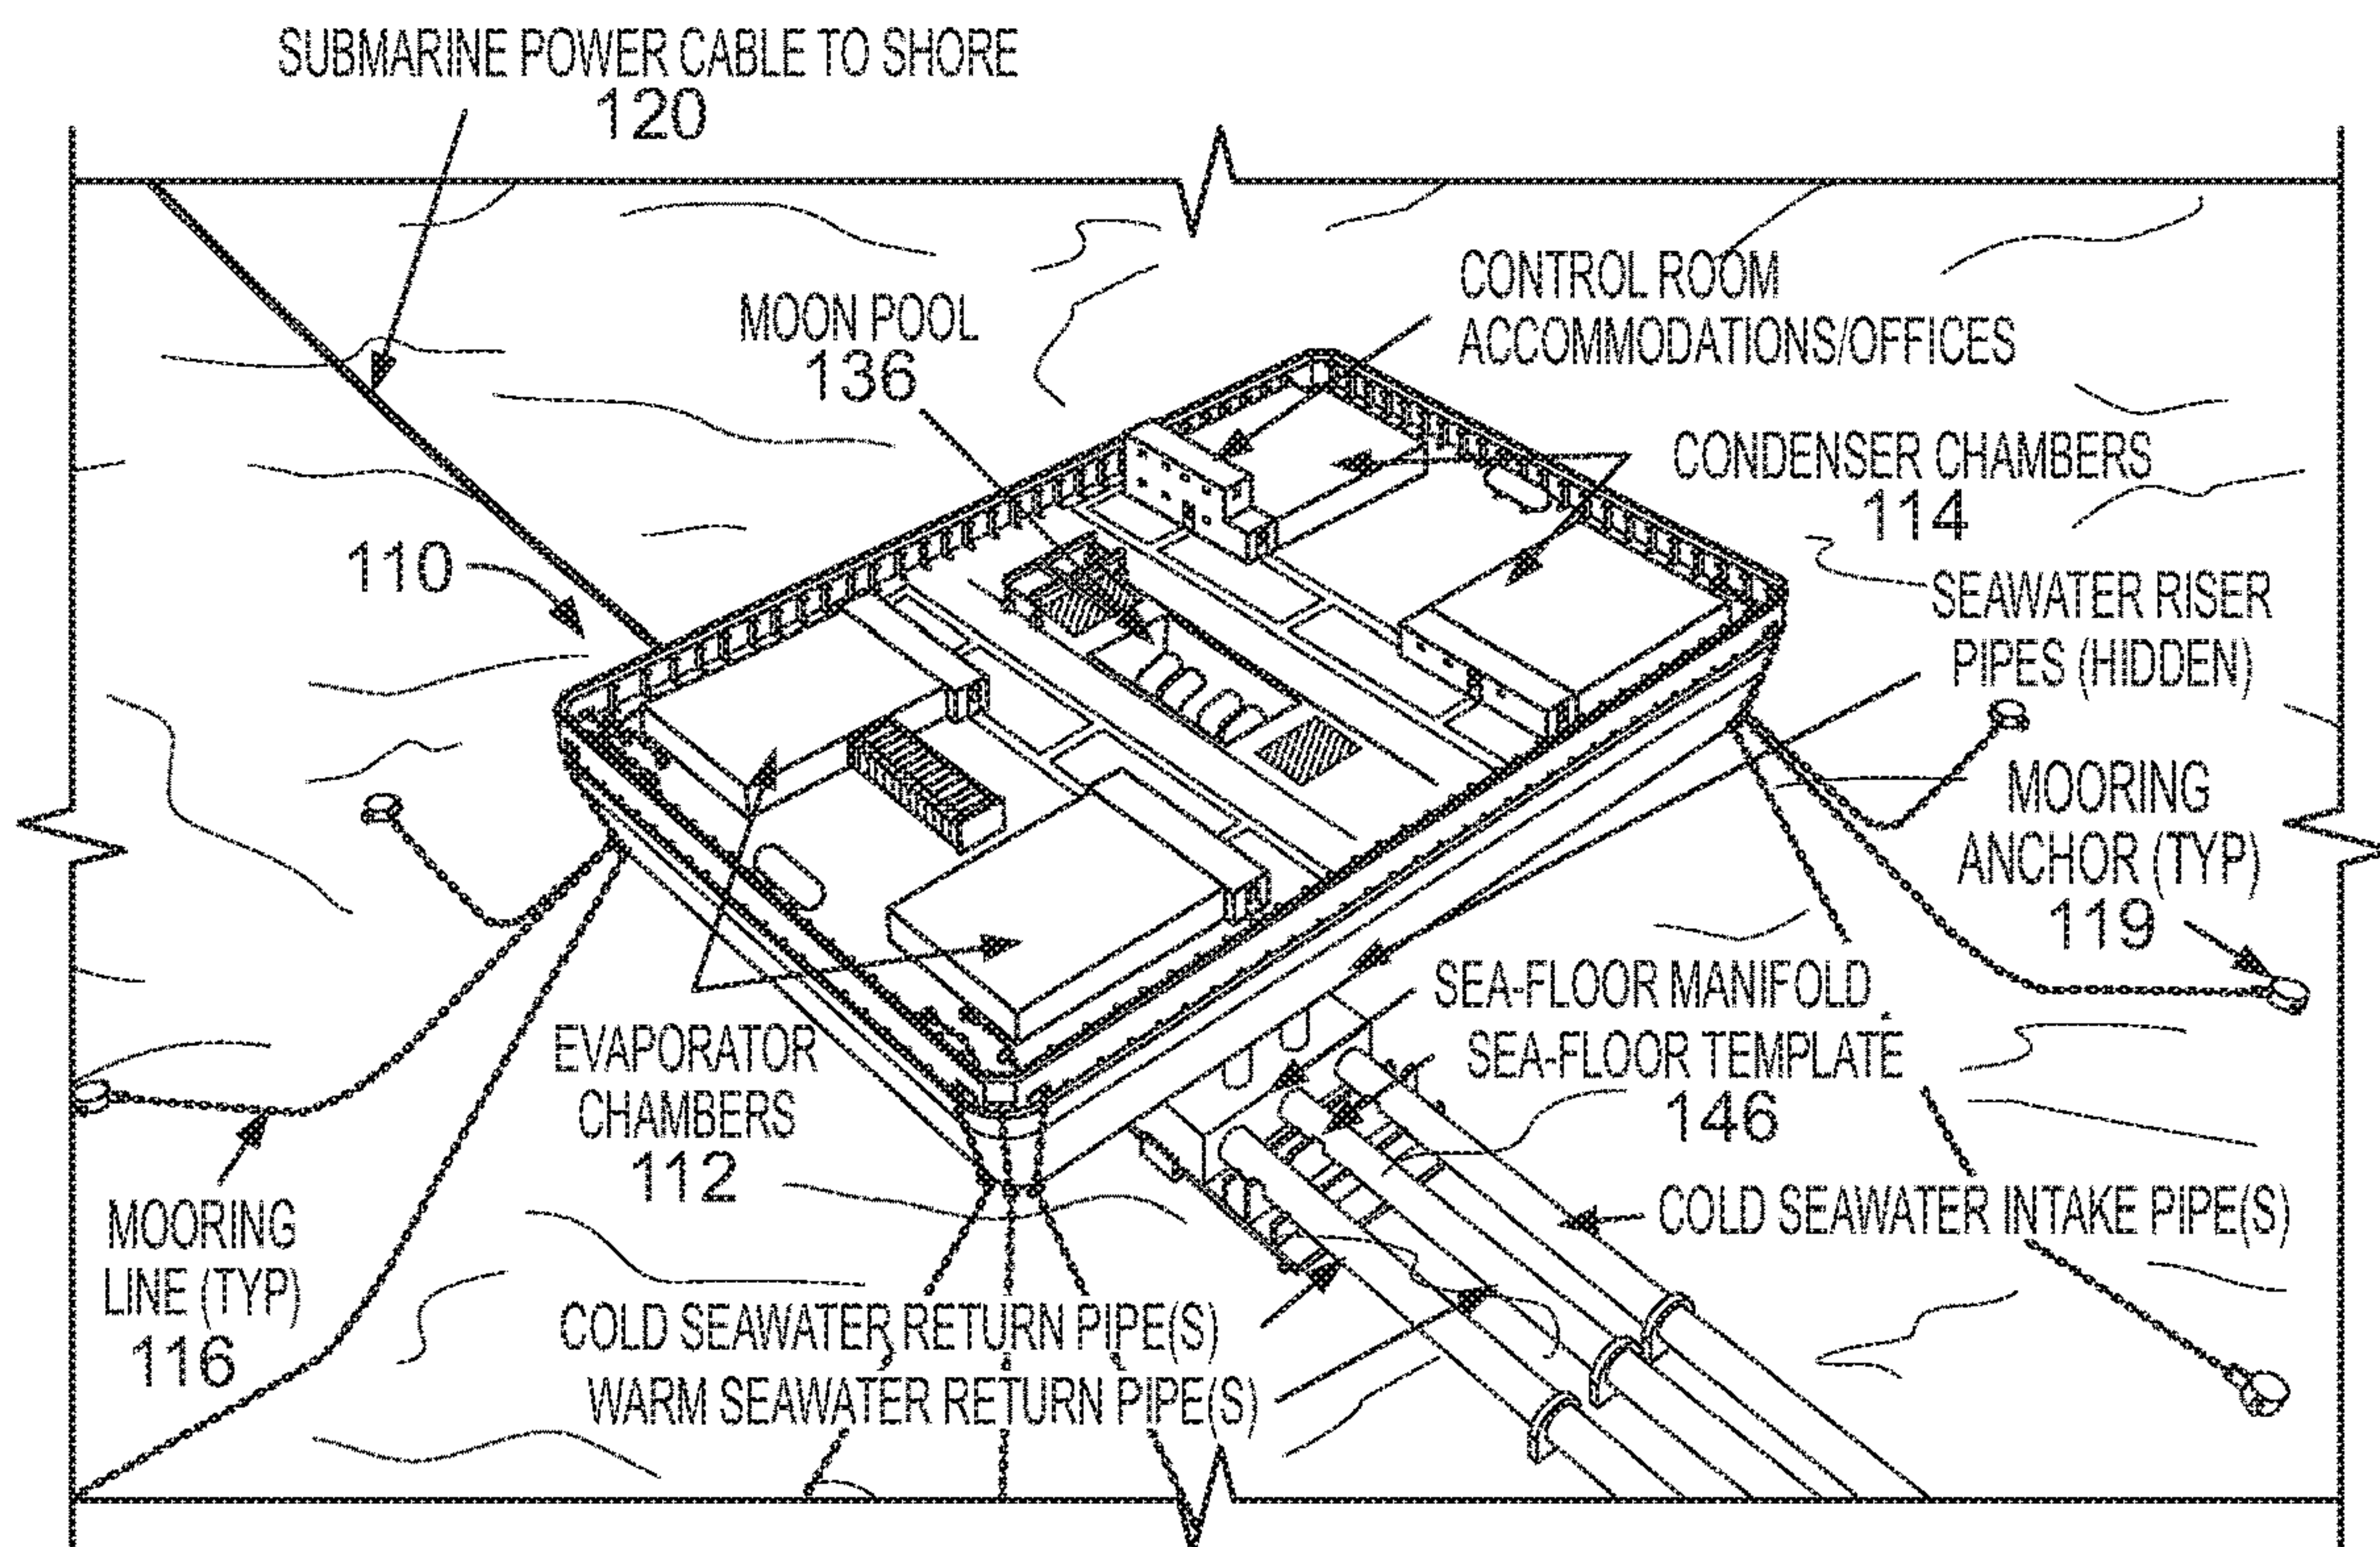 SUBMARINE POWER CABLE TO SHORE
120
MOON POOL
136
CONTROL ROOM
ACCOMMODATIONS/OFFICES
CONDENSER CHAMBERS
114
110
SEAWATER RISER
PIPES (HIDDEN)
MOORING
ANCHOR (TYP)
119
SEA-FLOOR MANIFOLD
SEA-FLOOR TEMPLATE
146
EVAPORATOR
CHAMBERS
112
COLD SEAWATER INTAKE PIPE(S)
MOORING
LINE (TYP)
116
COLD SEAWATER RETURN PIPE(S)
WARM SEAWATER RETURN PIPE(S)